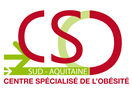 CSO
SUD - AQUITAINE
CENTRE SPÉCIALISÉ DE L'OBÉSITÉ